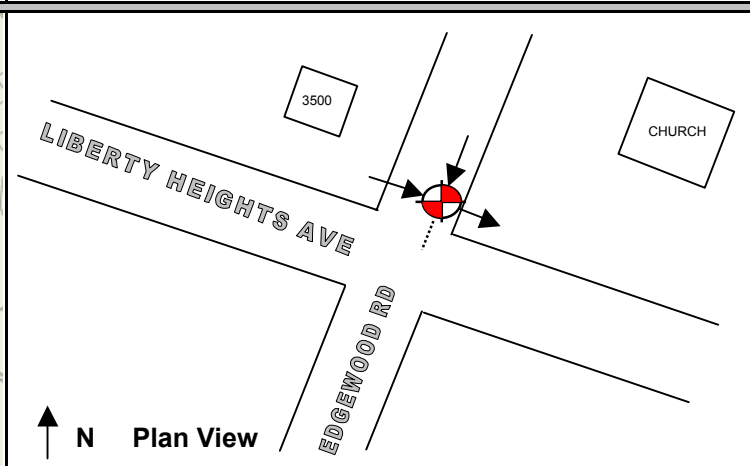 3500
CHURCH
LIBERTY HEIGHTS AVE
EDGEWOOD RD
N Plan View